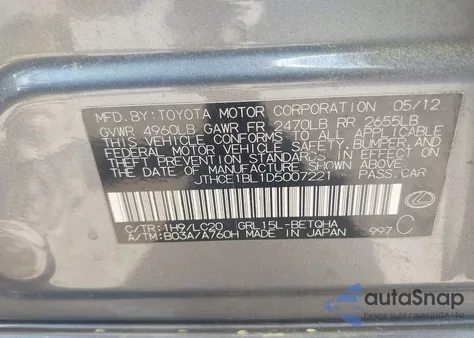 MFD. BY: TOYOTA MOTOR CORPORATION 05/12
GVWR 4960LB GAWR FR 2470LB RR 2655LB
THIS VEHICLE CONFORMS TO ALL APPLICABLE
FEDERAL MOTOR VEHICLE SAFETY, BUMPER, AND
THEFT PREVENTION STANDARDS IN EFFECT ON
THE DATE OF MANUFACTURE SHOWN ABOVE.
JTHCE1BL1D5007221 PASS.CAR
C/TR: 1H9/LC20 GRL15L-BETQHA
A/TM: B03A/A760H MADE IN JAPAN 997 C
autoSnap